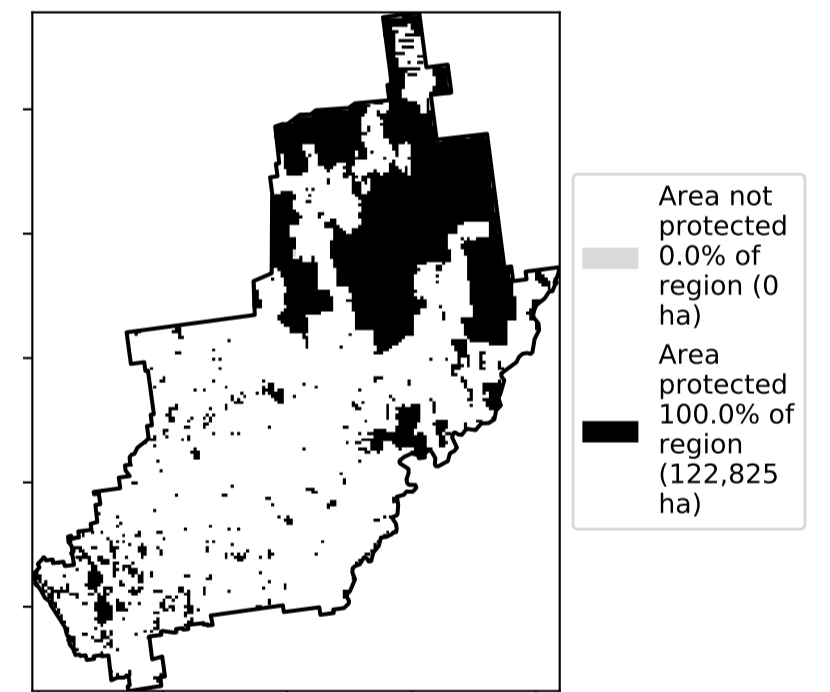 Area not
protected
0.0% of
region (0
ha)
Area
protected
100.0% of
region
(122,825
ha)